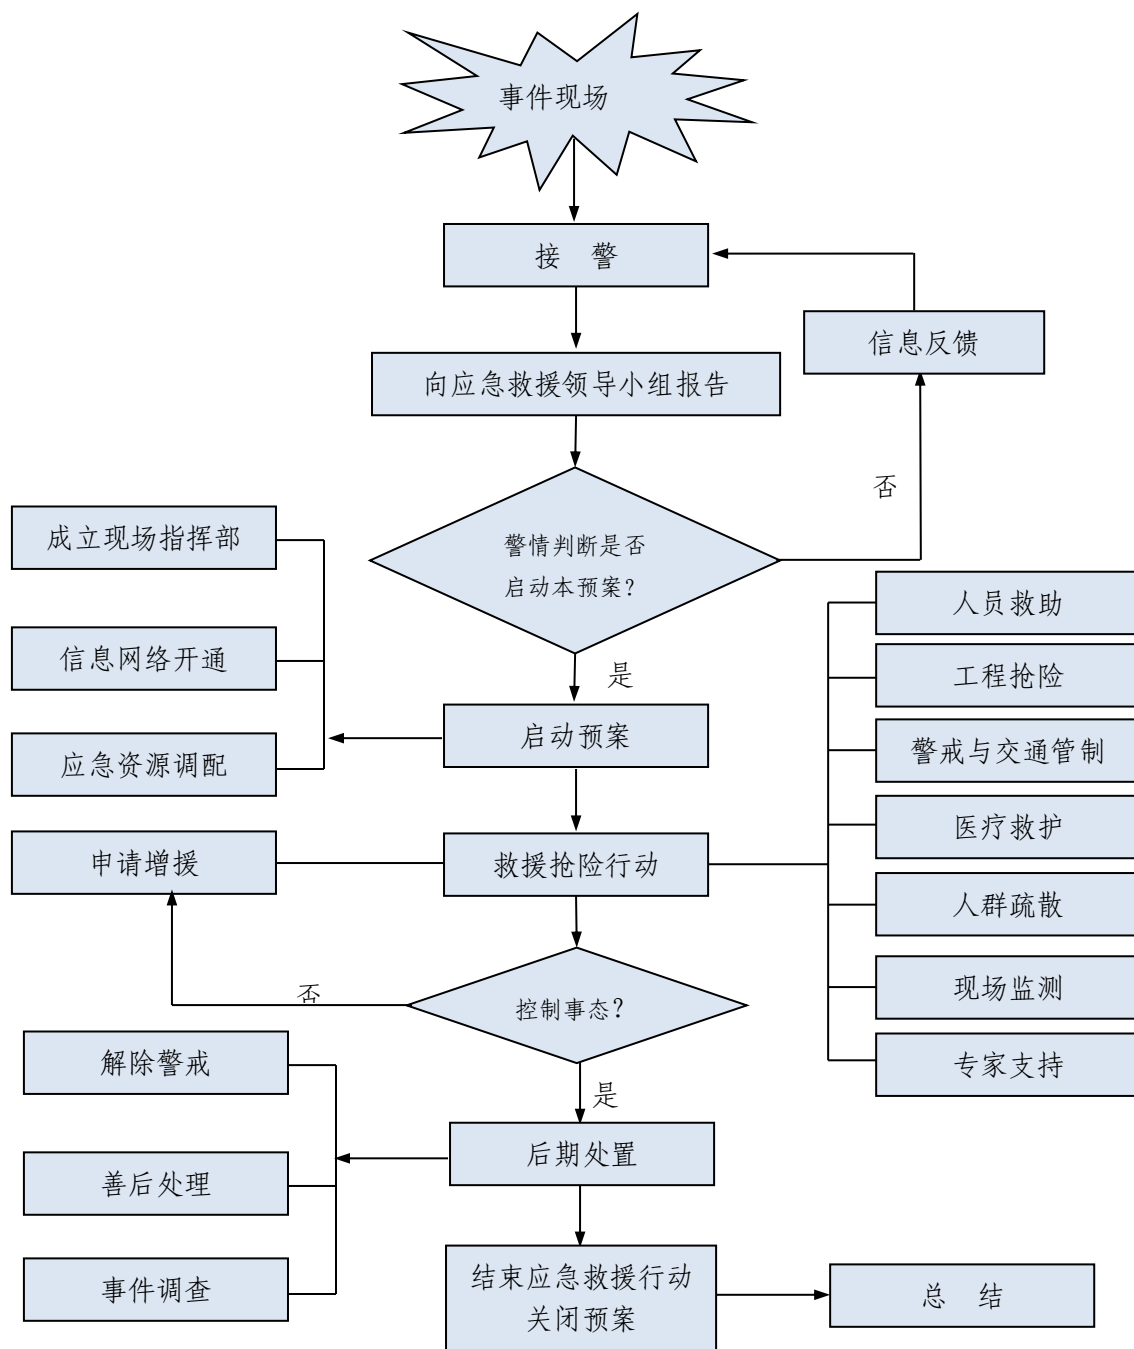 事件现场
接　警
信息反馈
向应急救援领导小组报告
否
成立现场指挥部
警情判断是否
启动本预案？
人员救助
信息网络开通
是
工程抢险
启动预案
警戒与交通管制
应急资源调配
医疗救护
申请增援
救援抢险行动
人群疏散
现场监测
否
控制事态？
解除警戒
专家支持
是
后期处置
善后处理
事件调查
结束应急救援行动
关闭预案
总　结